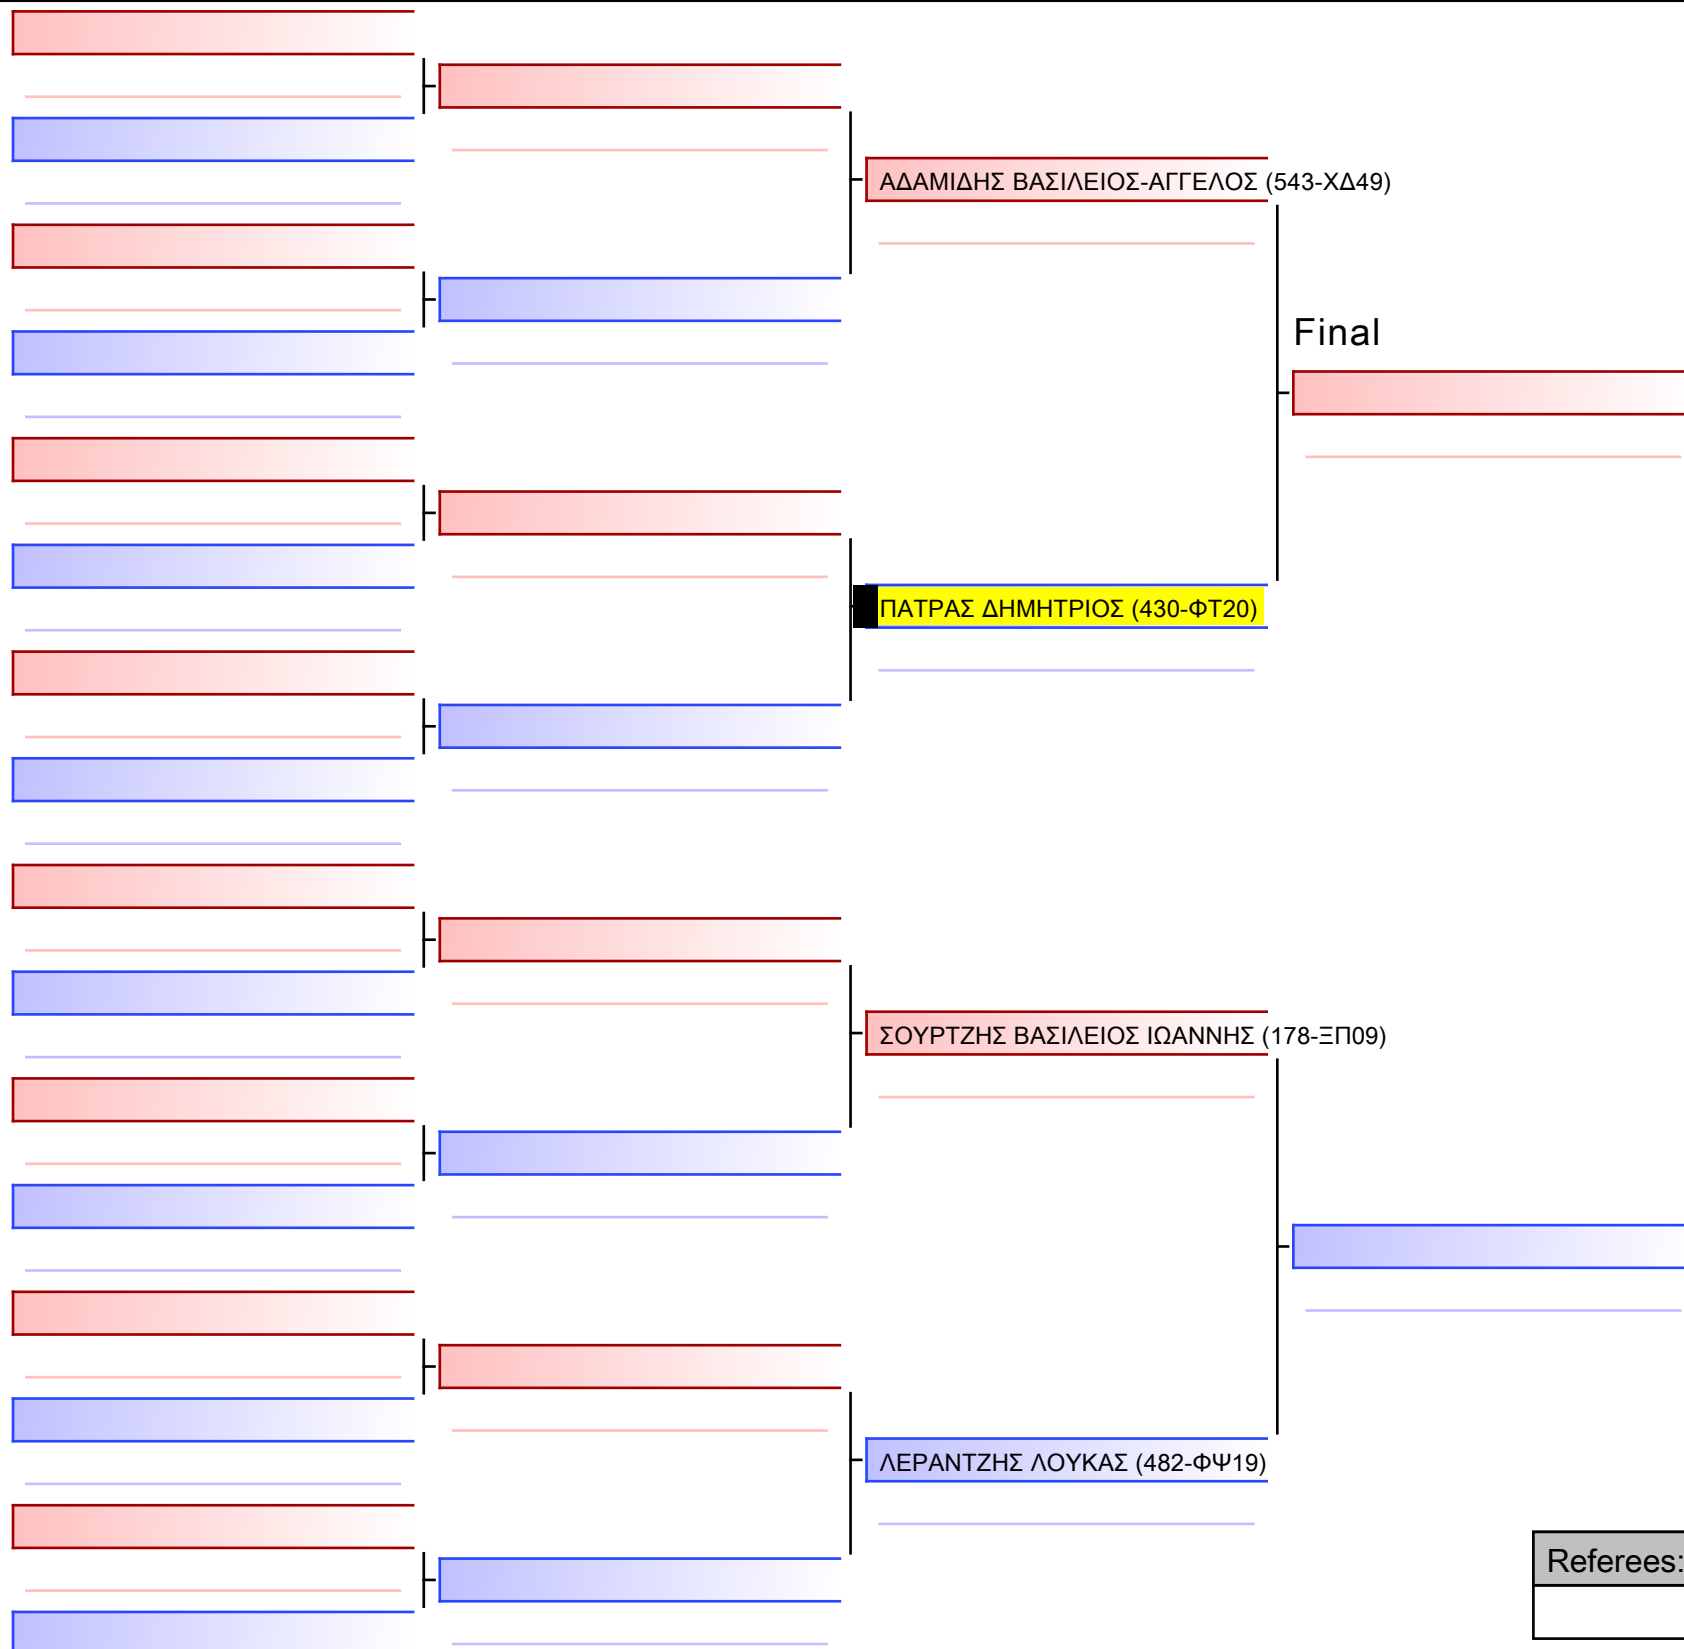 ΑΔΑΜΙΔΗΣ ΒΑΣΙΛΕΙΟΣ-ΑΓΓΕΛΟΣ (543-ΧΔ49)
Final
ΠΑΤΡΑΣ ΔΗΜΗΤΡΙΟΣ (430-ΦΤ20)
ΣΟΥΡΤΖΗΣ ΒΑΣΙΛΕΙΟΣ ΙΩΑΝΝΗΣ (178-ΞΠ09)
ΛΕΡΑΝΤΖΗΣ ΛΟΥΚΑΣ (482-ΦΨ19)
Referees: